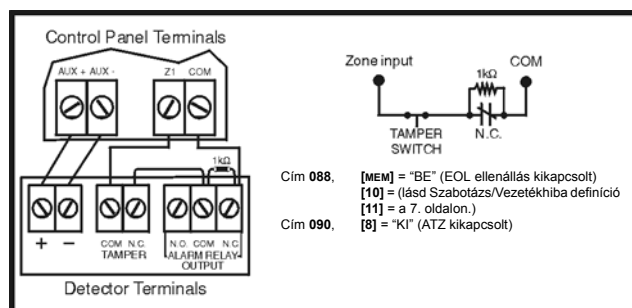 Control Panel Terminals
AUX + AUX -
Z1 COM
1kΩ
+ -
COM N.C.
TAMPER
N.O. COM N.C.
ALARM RELAY
OUTPUT
Detector Terminals
Zone input
COM
1kΩ
TAMPER
SWITCH
N.C.
Cím 088, [MEM] = “BE” (EOL ellenállás kikapcsolt)
[10] = (lásd Szabotázs/Vezetékhiba definíció
[11] = a 7. oldalon.)
Cím 090, [8] = “KI” (ATZ kikapcsolt)